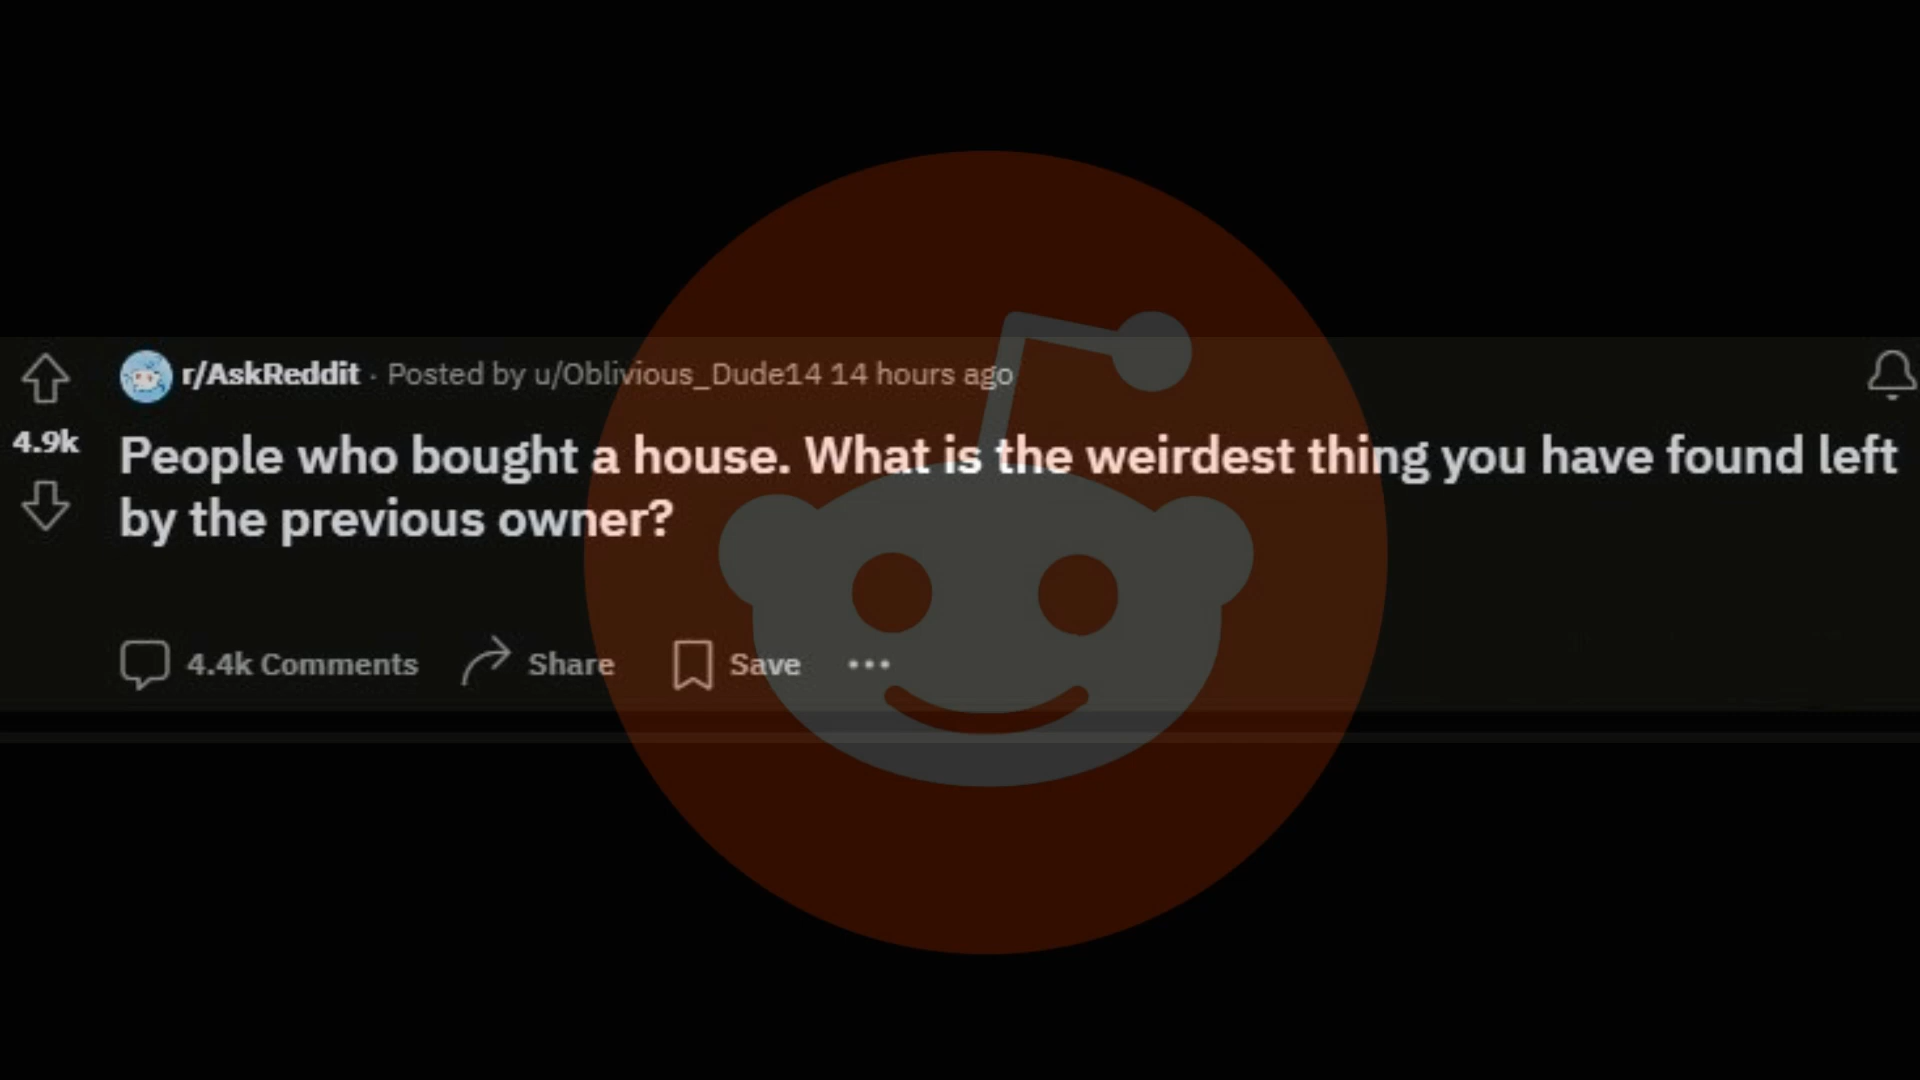 r/AskReddit · Posted by u/Oblivious_Dude14 14 hours ago
4.9k
People who bought a house. What is the weirdest thing you have found left
by the previous owner?
4.4k Comments Share Save